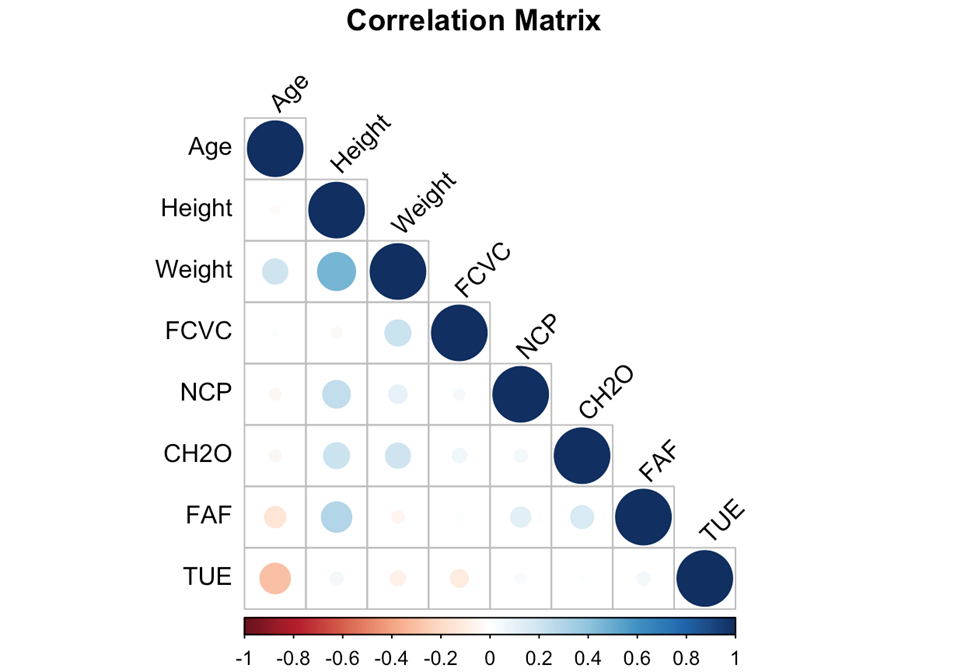 Correlation Matrix
Age
Height
Weight
FCVC
NCP
CH2O
FAF
TUE
Age
Height
Weight
FCVC
NCP
CH2O
FAF
TUE
-1 -0.8 -0.6 -0.4 -0.2 0 0.2 0.4 0.6 0.8 1